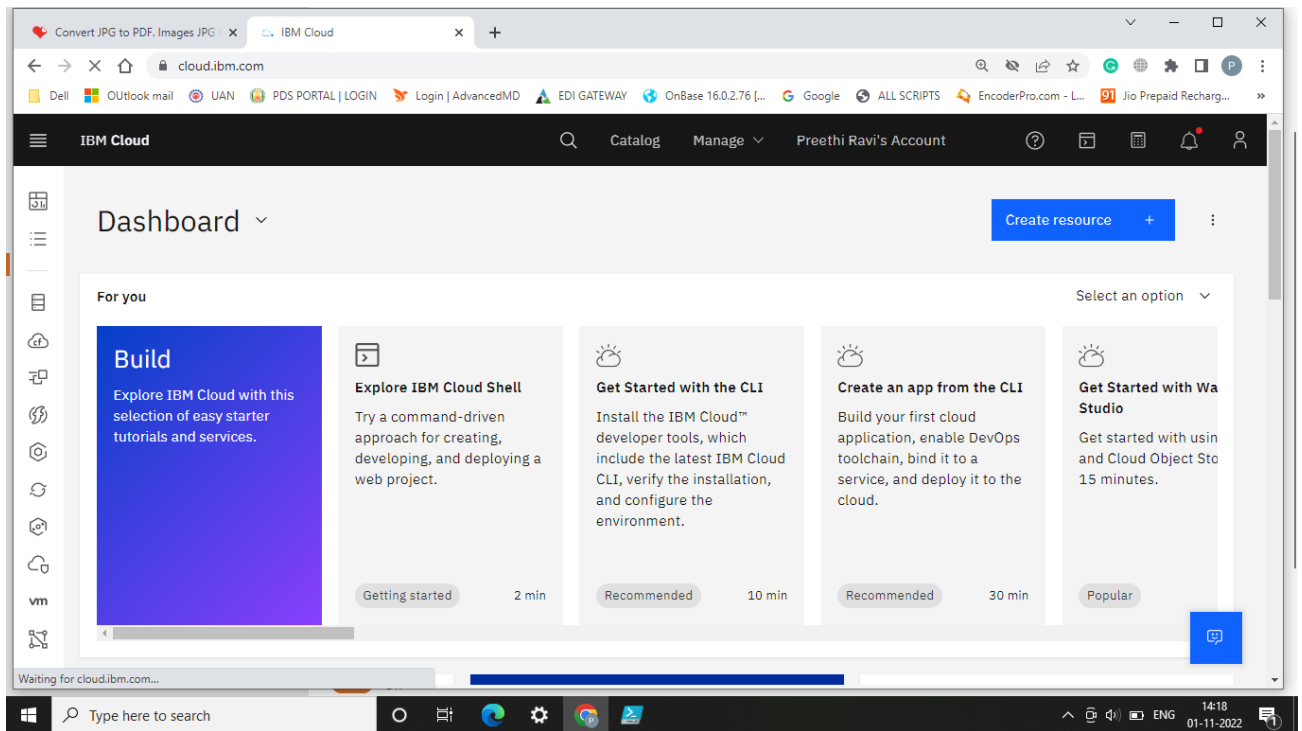 Convert JPG to PDF. Images JPG
IBM Cloud
cloud.ibm.com
Dell
OUtlook mail
UAN
PDS PORTAL | LOGIN
Login | AdvancedMD
EDI GATEWAY
OnBase 16.0.2.76 [...
Google
ALL SCRIPTS
EncoderPro.com - L...
91
Jio Prepaid Recharg...
»
IBM Cloud
Catalog
Manage
Preethi Ravi's Account
Dashboard
Create resource +
For you
Select an option
Build
Explore IBM Cloud with this
selection of easy starter
tutorials and services.
Explore IBM Cloud Shell
Try a command-driven
approach for creating,
developing, and deploying a
web project.
Getting started
2 min
Get Started with the CLI
Install the IBM Cloud™
developer tools, which
include the latest IBM Cloud
CLI, verify the installation,
and configure the
environment.
Recommended
10 min
Create an app from the CLI
Build your first cloud
application, enable DevOps
toolchain, bind it to a
service, and deploy it to the
cloud.
Recommended
30 min
Get Started with Wa
Studio
Get started with usin
and Cloud Object Sto
15 minutes.
Popular
cf
vm
Waiting for cloud.ibm.com...
Type here to search
ENG
14:18
01-11-2022
1